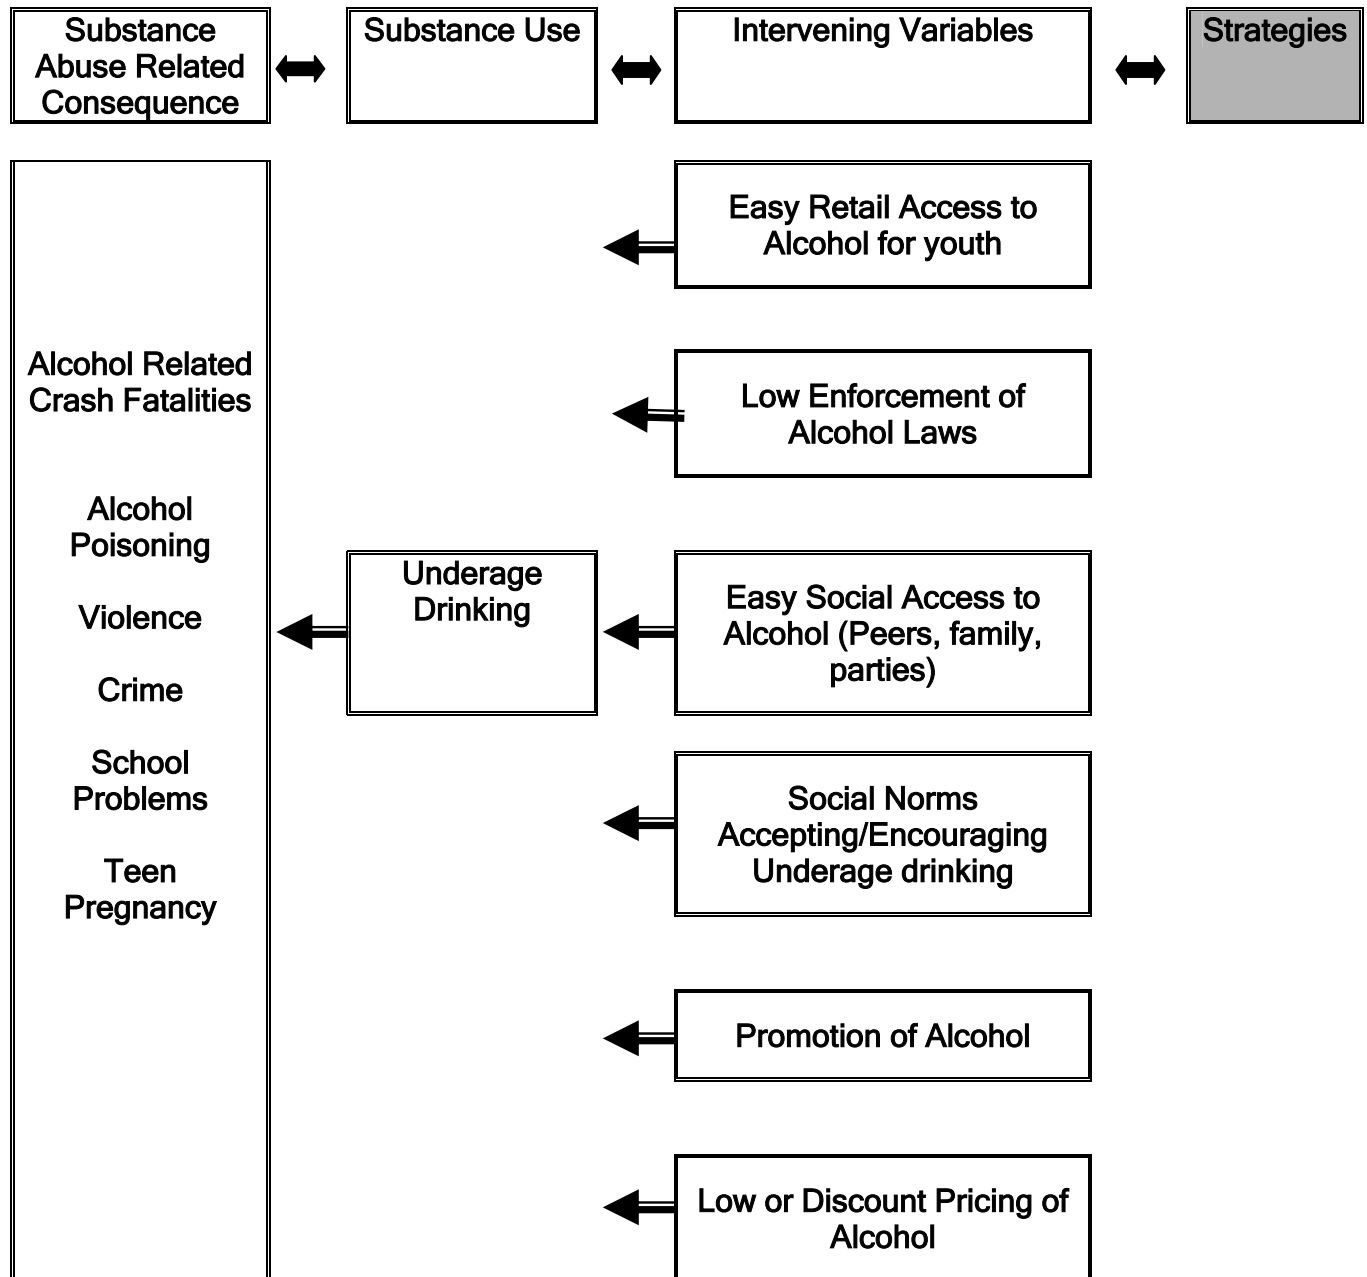 Substance
Abuse Related
Consequence
Substance Use
Intervening Variables
Strategies
Alcohol Related
Crash Fatalities
Alcohol
Poisoning
Violence
Crime
School
Problems
Teen
Pregnancy
Underage
Drinking
Easy Retail Access to
Alcohol for youth
Low Enforcement of
Alcohol Laws
Easy Social Access to
Alcohol (Peers, family,
parties)
Social Norms
Accepting/Encouraging
Underage drinking
Promotion of Alcohol
Low or Discount Pricing of
Alcohol